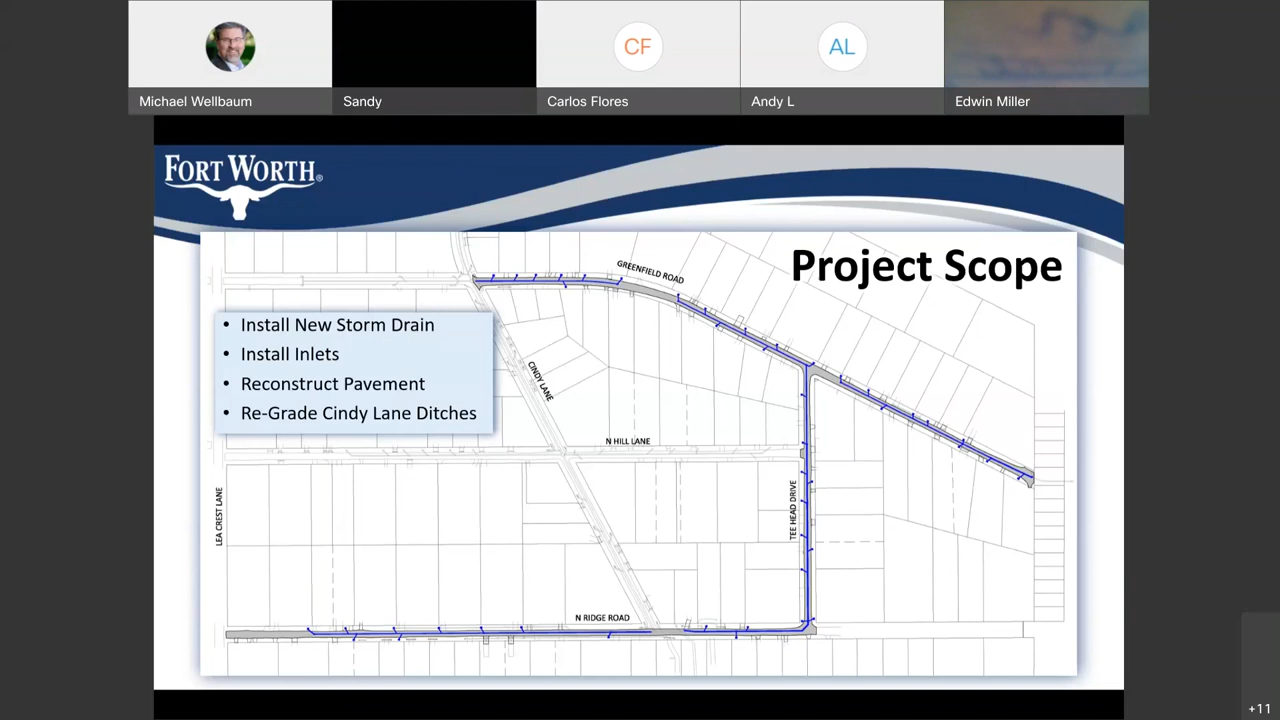 CF
AL
Michael Wellbaum
Sandy
Carlos Flores
Andy L
Edwin Miller
FORT WORTH®
Project Scope
GREENFIELD ROAD
• Install New Storm Drain
• Install Inlets
• Reconstruct Pavement
• Re-Grade Cindy Lane Ditches
CINDY LANE
N HILL LANE
LEA CREST LANE
TEE HEAD DRIVE
N RIDGE ROAD
+11